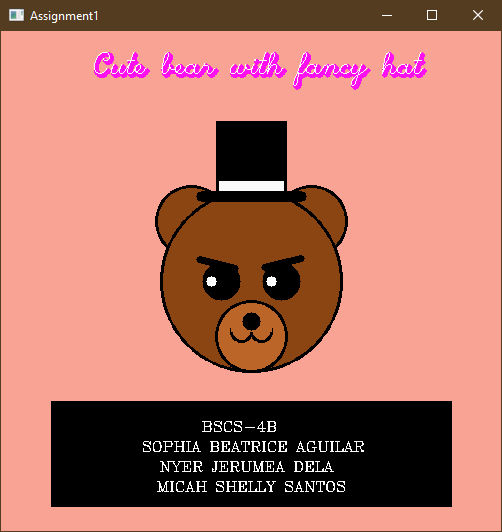 Assignment1
Cute bear with fancy hat
BSCS-4B
SOPHIA BEATRICE AGUILAR
NYER JERUMEA DELA
MICAH SHELLY SANTOS